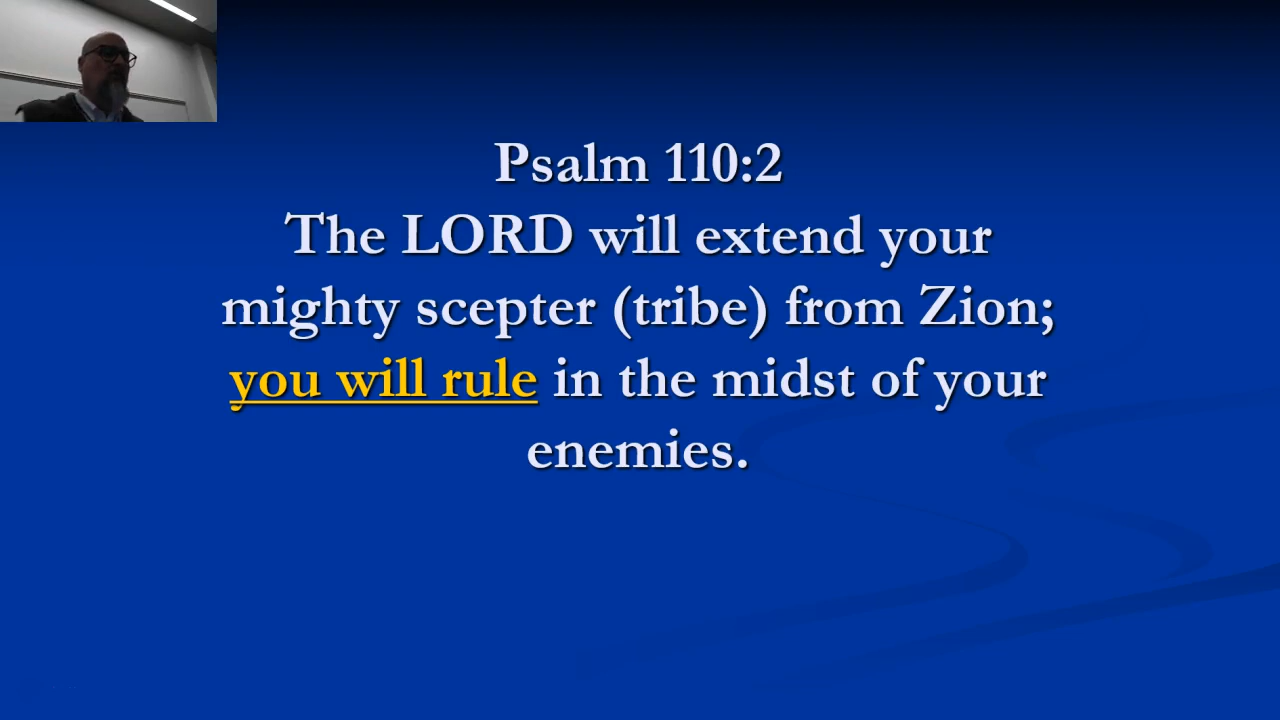 Psalm 110:2
The LORD will extend your
mighty scepter (tribe) from Zion;
you will rule in the midst of your
enemies.